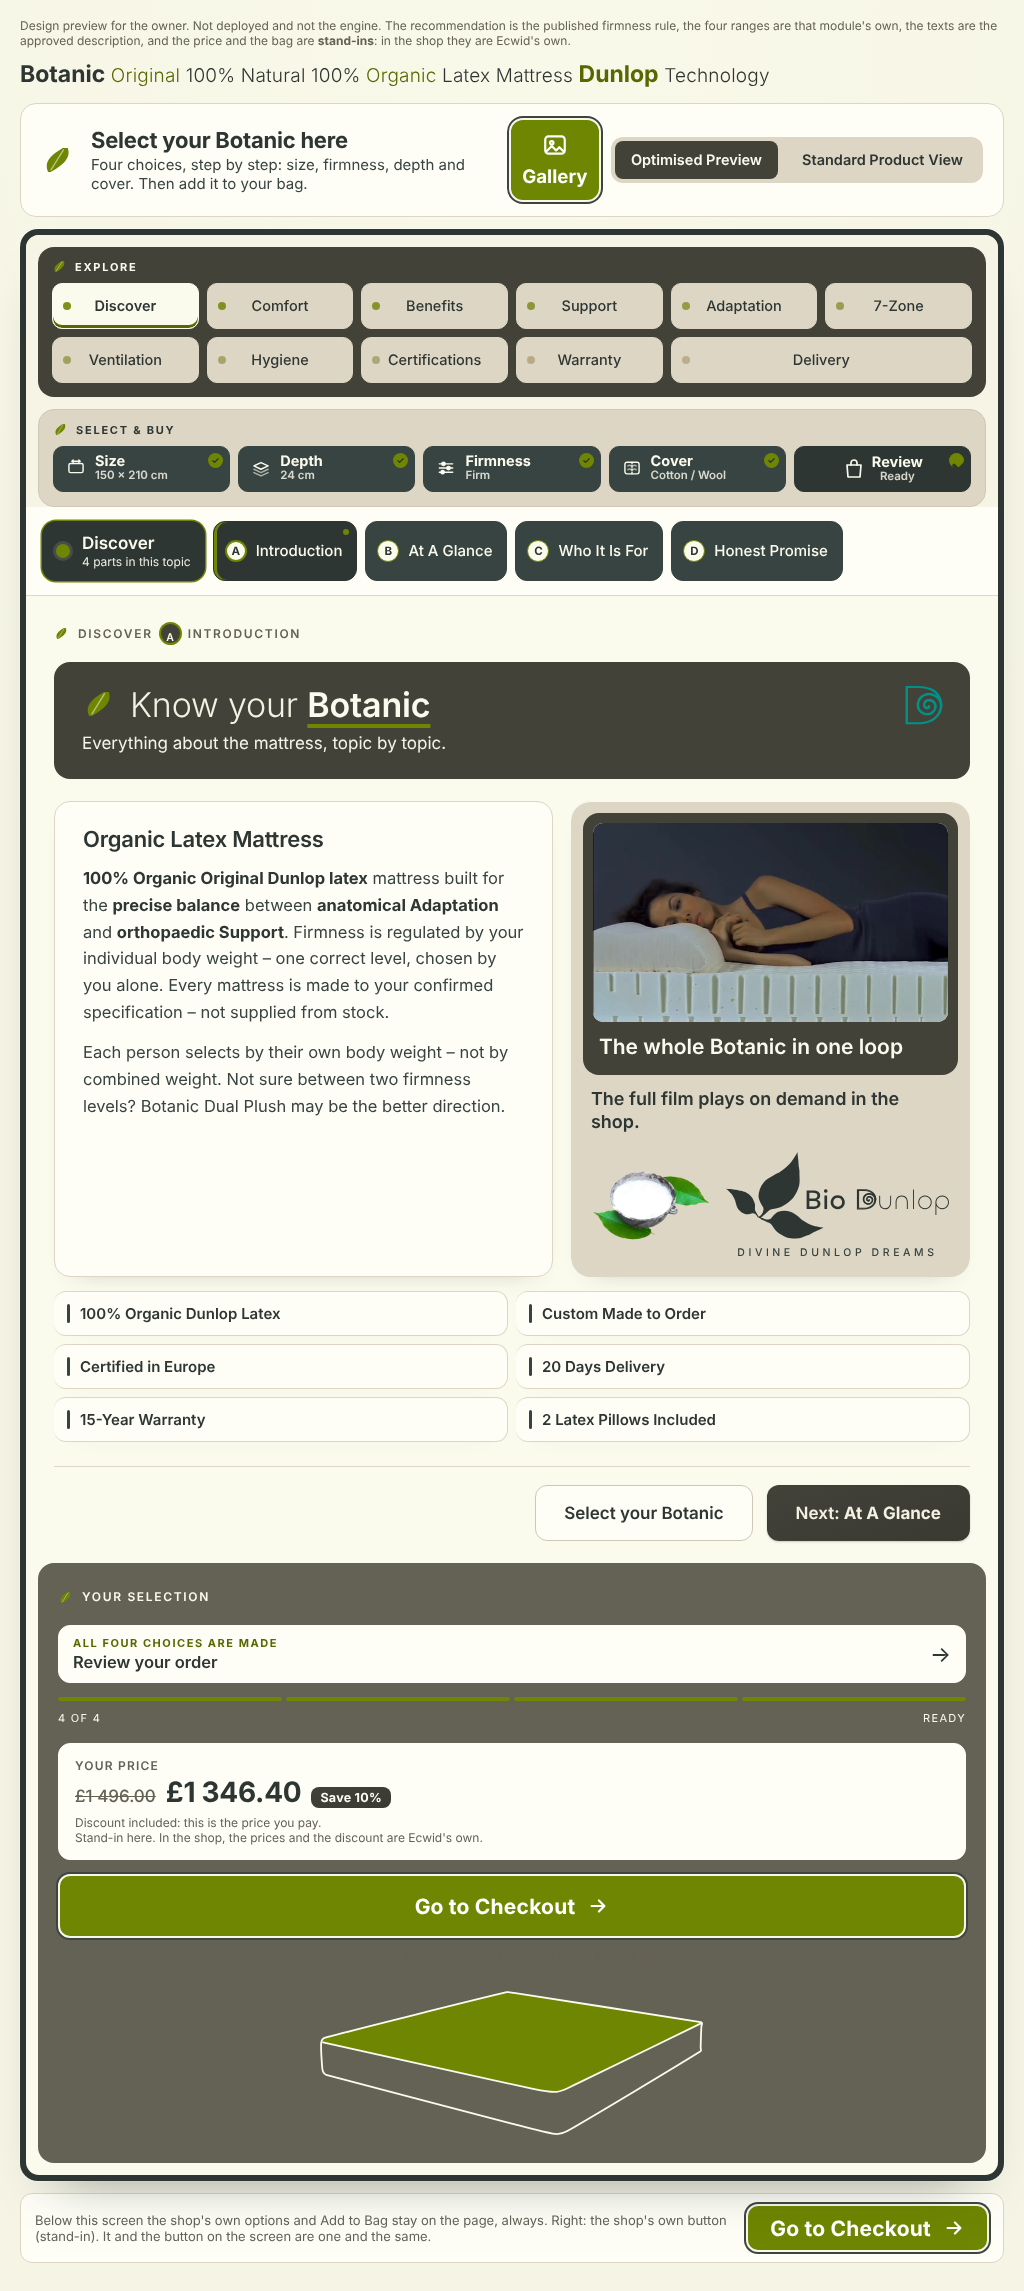 Design preview for the owner. Not deployed and not the engine. The recommendation is the published firmness rule, the four ranges are that module's own, the texts are the
approved description, and the price and the bag are stand-ins: in the shop they are Ecwid's own.
Botanic Original 100% Natural 100% Organic Latex Mattress Dunlop Technology
Select your Botanic here
Four choices, step by step: size, firmness, depth and
cover. Then add it to your bag.
Gallery
Optimised Preview
Standard Product View
EXPLORE
Discover
Comfort
Benefits
Support
Adaptation
7-Zone
Ventilation
Hygiene
Certifications
Warranty
Delivery
SELECT & BUY
Size
150 × 210 cm
Depth
24 cm
Firmness
Firm
Cover
Cotton / Wool
Review
Ready
Discover
4 parts in this topic
A Introduction
B At A Glance
C Who It Is For
D Honest Promise
DISCOVER A INTRODUCTION
Know your Botanic
Everything about the mattress, topic by topic.
Organic Latex Mattress
100% Organic Original Dunlop latex mattress built for
the precise balance between anatomical Adaptation
and orthopaedic Support. Firmness is regulated by your
individual body weight – one correct level, chosen by
you alone. Every mattress is made to your confirmed
specification – not supplied from stock.
Each person selects by their own body weight – not by
combined weight. Not sure between two firmness
levels? Botanic Dual Plush may be the better direction.
The whole Botanic in one loop
The full film plays on demand in the
shop.
Bio Dunlop
DIVINE DUNLOP DREAMS
100% Organic Dunlop Latex
Custom Made to Order
Certified in Europe
20 Days Delivery
15-Year Warranty
2 Latex Pillows Included
Select your Botanic
Next: At A Glance
YOUR SELECTION
ALL FOUR CHOICES ARE MADE
Review your order
4 OF 4
READY
YOUR PRICE
£1 496.00 £1 346.40 Save 10%
Discount included: this is the price you pay.
Stand-in here. In the shop, the prices and the discount are Ecwid's own.
Go to Checkout
Below this screen the shop's own options and Add to Bag stay on the page, always. Right: the shop's own button
(stand-in). It and the button on the screen are one and the same.
Go to Checkout